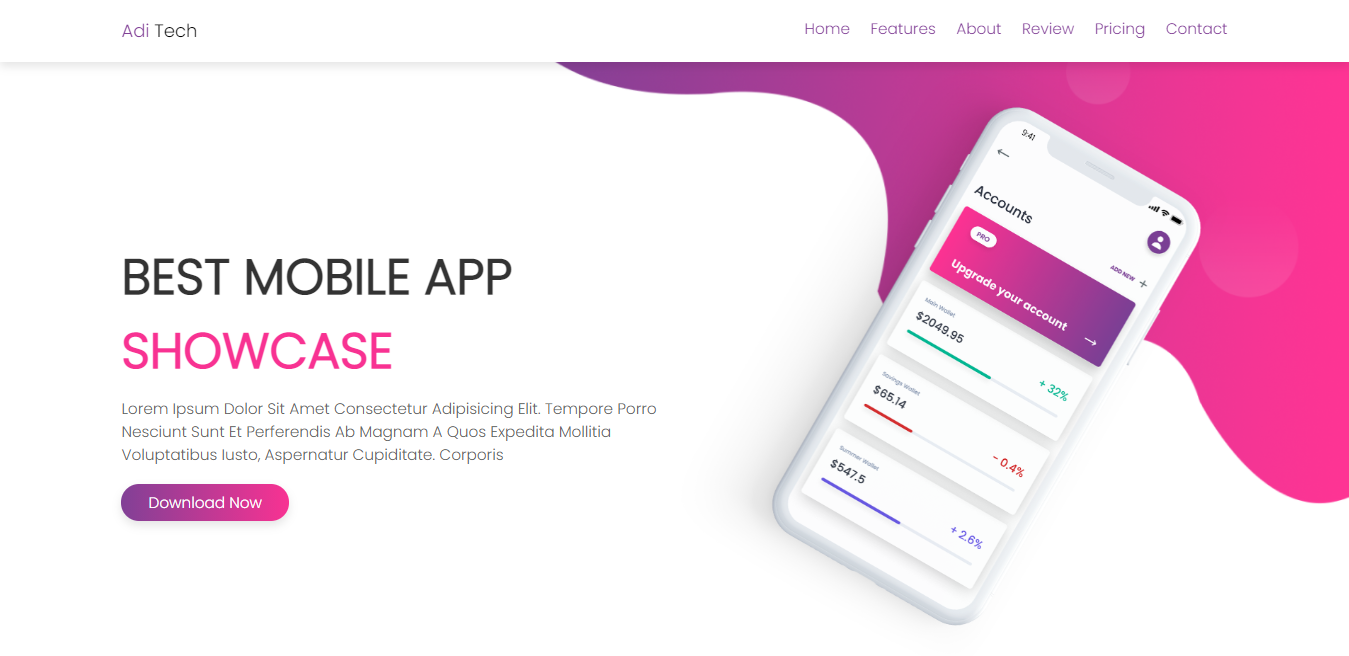 Adi Tech
Home Features About Review Pricing Contact
BEST MOBILE APP
SHOWCASE
Lorem Ipsum Dolor Sit Amet Consectetur Adipisicing Elit. Tempore Porro
Nesciunt Sunt Et Perferendis Ab Magnam A Quos Expedita Mollitia
Voluptatibus Iusto, Aspernatur Cupiditate. Corporis
Download Now
9:41
Accounts
ADD NEW +
PRO
Upgrade your account
Main Wallet
$2049.95
+ 32%
Savings Wallet
$65.14
- 0.4%
Summer Wallet
$547.5
+ 2.6%